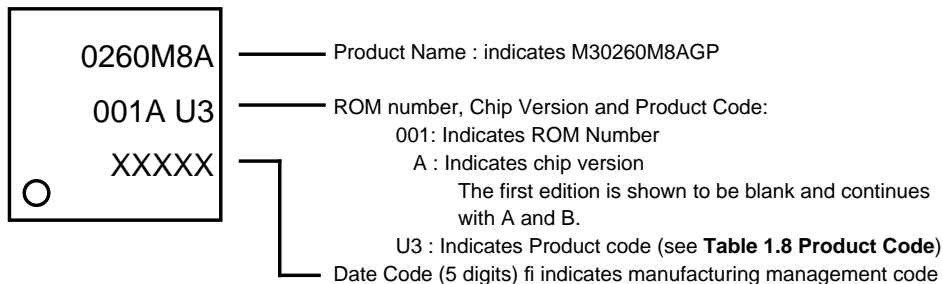 0260M8A
Product Name : indicates M30260M8AGP
001A U3
ROM number, Chip Version and Product Code:
001: Indicates ROM Number
A : Indicates chip version
The first edition is shown to be blank and continues
with A and B.
U3 : Indicates Product code (see Table 1.8 Product Code)
XXXXX
Date Code (5 digits) fi indicates manufacturing management code